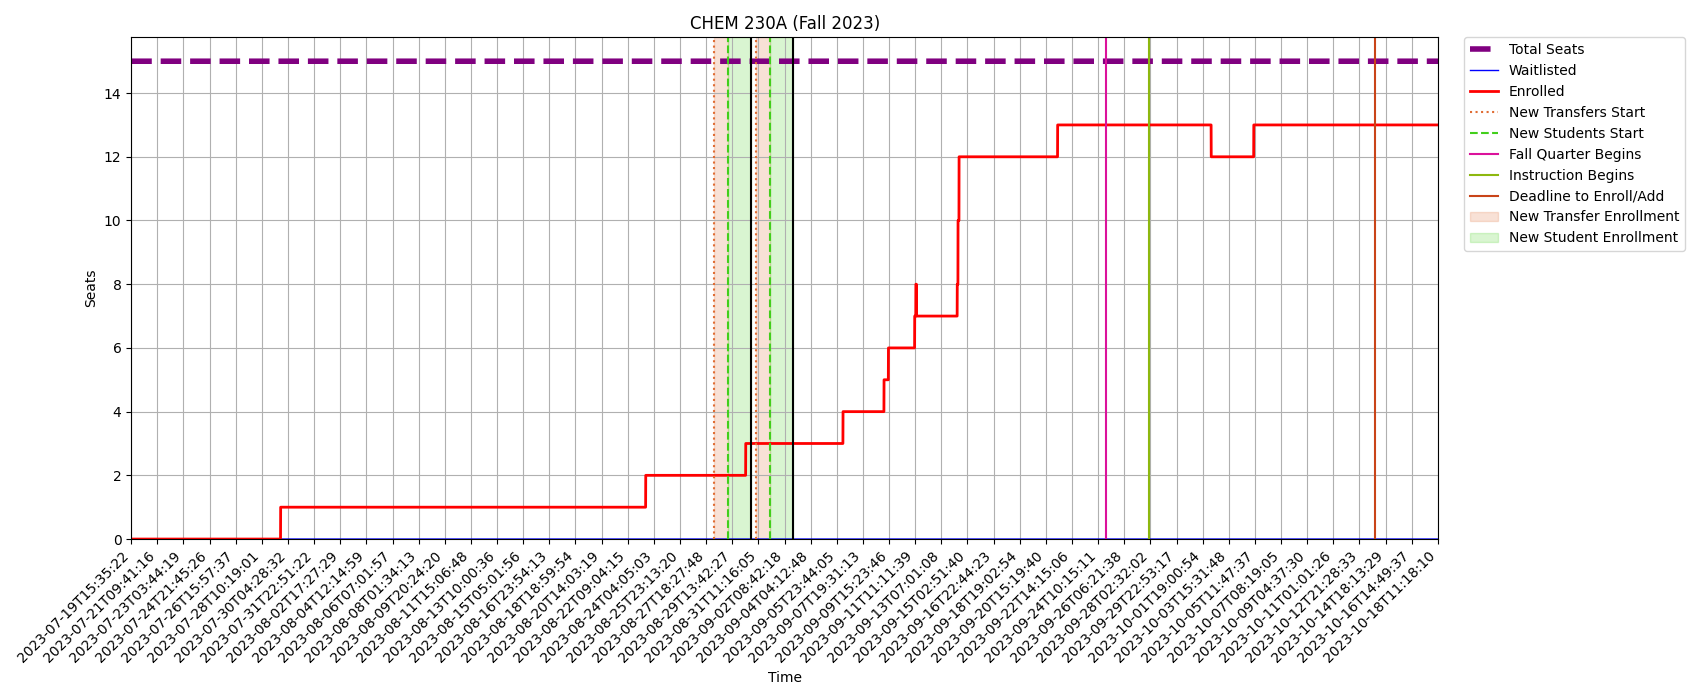 CHEM 230A (Fall 2023)
Seats
14
12
10
8
6
4
2
0
2023-07-19T15:35:22
2023-07-21T09:41:16
2023-07-23T03:44:19
2023-07-24T21:45:26
2023-07-26T15:57:37
2023-07-28T10:19:01
2023-07-30T04:28:32
2023-07-31T22:51:22
2023-08-02T17:27:29
2023-08-04T12:14:59
2023-08-06T07:01:57
2023-08-08T01:34:13
2023-08-09T20:24:20
2023-08-11T15:06:48
2023-08-13T10:00:36
2023-08-15T05:01:56
2023-08-16T23:54:13
2023-08-18T18:59:54
2023-08-20T14:03:19
2023-08-22T09:04:15
2023-08-24T04:05:03
2023-08-25T23:13:20
2023-08-27T18:27:48
2023-08-29T13:42:27
2023-08-31T11:16:05
2023-09-02T08:42:18
2023-09-04T04:12:48
2023-09-05T23:44:05
2023-09-07T19:31:13
2023-09-09T15:23:46
2023-09-11T11:11:39
2023-09-13T07:01:08
2023-09-15T02:51:40
2023-09-16T22:44:23
2023-09-18T19:02:54
2023-09-20T15:19:40
2023-09-22T14:15:06
2023-09-24T10:15:11
2023-09-26T06:21:38
2023-09-28T02:32:02
2023-09-29T22:53:17
2023-10-01T19:00:54
2023-10-03T15:31:48
2023-10-05T11:47:37
2023-10-07T08:19:05
2023-10-09T04:37:30
2023-10-11T01:01:26
2023-10-12T21:28:33
2023-10-14T18:13:29
2023-10-16T14:49:37
2023-10-18T11:18:10
Time
Total Seats
Waitlisted
Enrolled
New Transfers Start
New Students Start
Fall Quarter Begins
Instruction Begins
Deadline to Enroll/Add
New Transfer Enrollment
New Student Enrollment